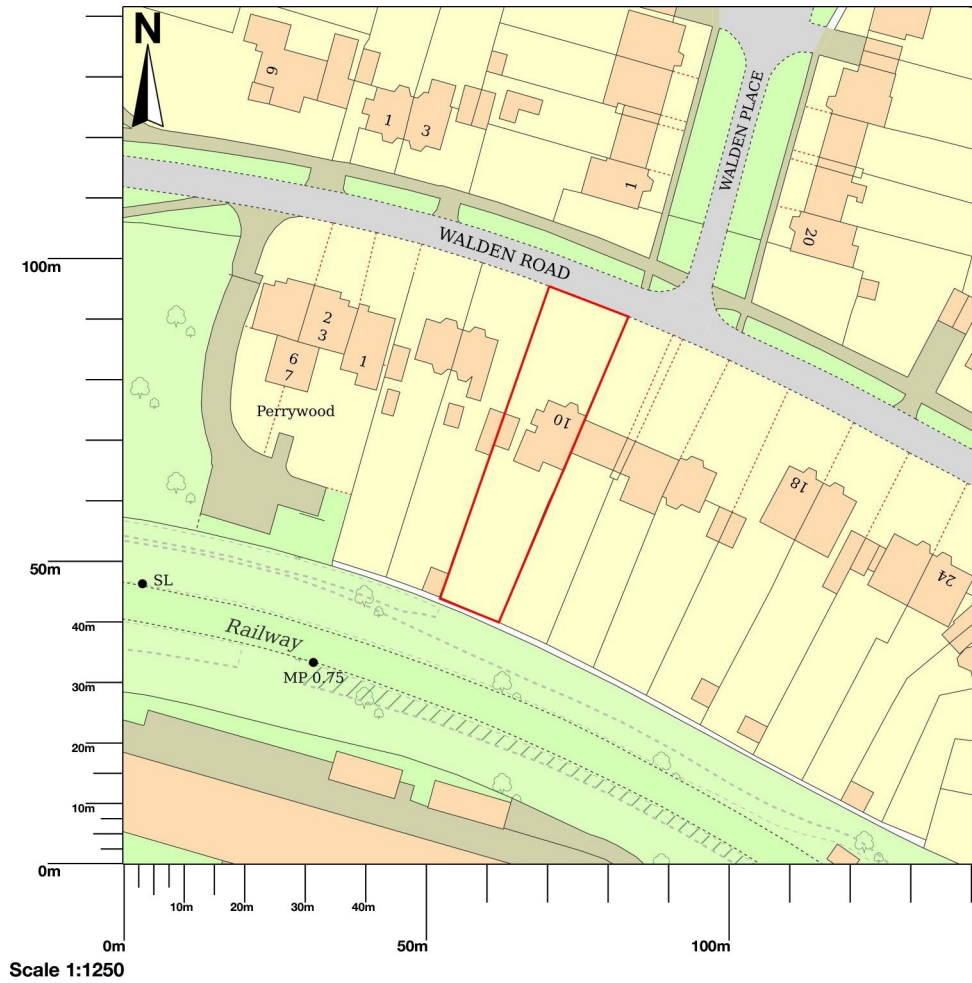 N
9
1
3
1
WALDEN PLACE
20
WALDEN ROAD
100m
2
3
1
6
7
Perrywood
10
18
24
50m
SL
40m
Railway
MP 0.75
30m
20m
10m
0m
10m
20m
30m
40m
0m
50m
100m
Scale 1:1250